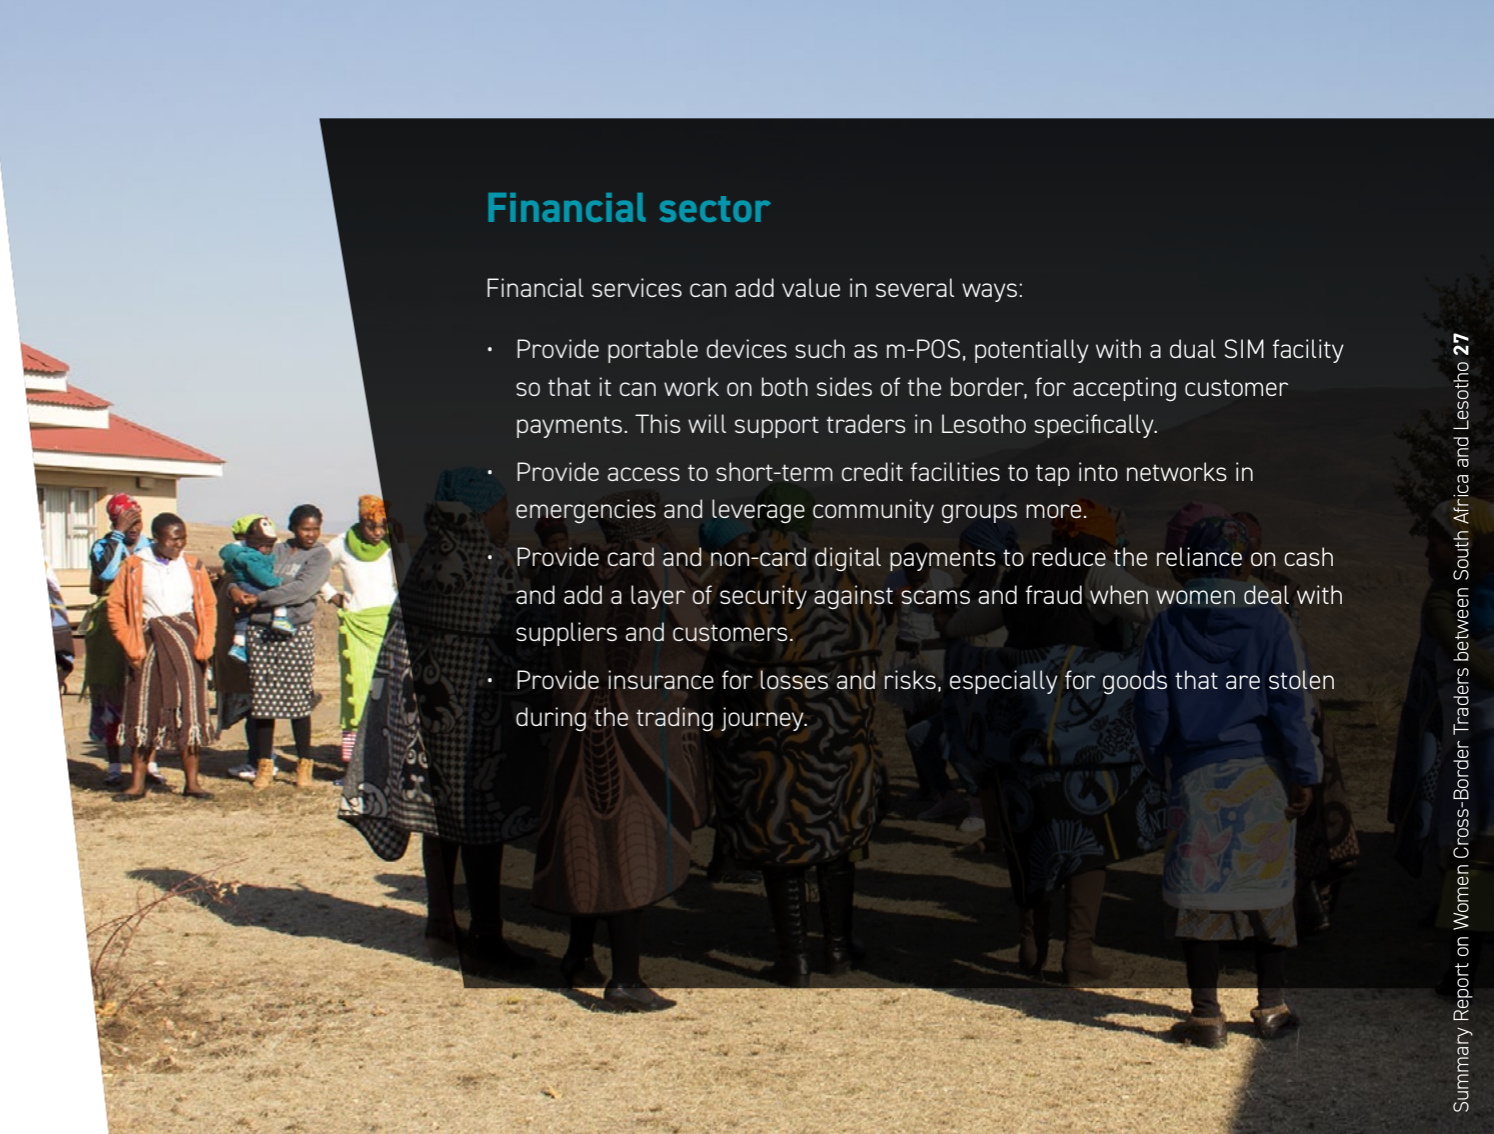 Financial sector
Financial services can add value in several ways:
• Provide portable devices such as m-POS, potentially with a dual SIM facility
so that it can work on both sides of the border, for accepting customer
payments. This will support traders in Lesotho specifically.
• Provide access to short-term credit facilities to tap into networks in
emergencies and leverage community groups more.
• Provide card and non-card digital payments to reduce the reliance on cash
and add a layer of security against scams and fraud when women deal with
suppliers and customers.
• Provide insurance for losses and risks, especially for goods that are stolen
during the trading journey.
Summary Report on Women Cross-Border Traders between South Africa and Lesotho 27